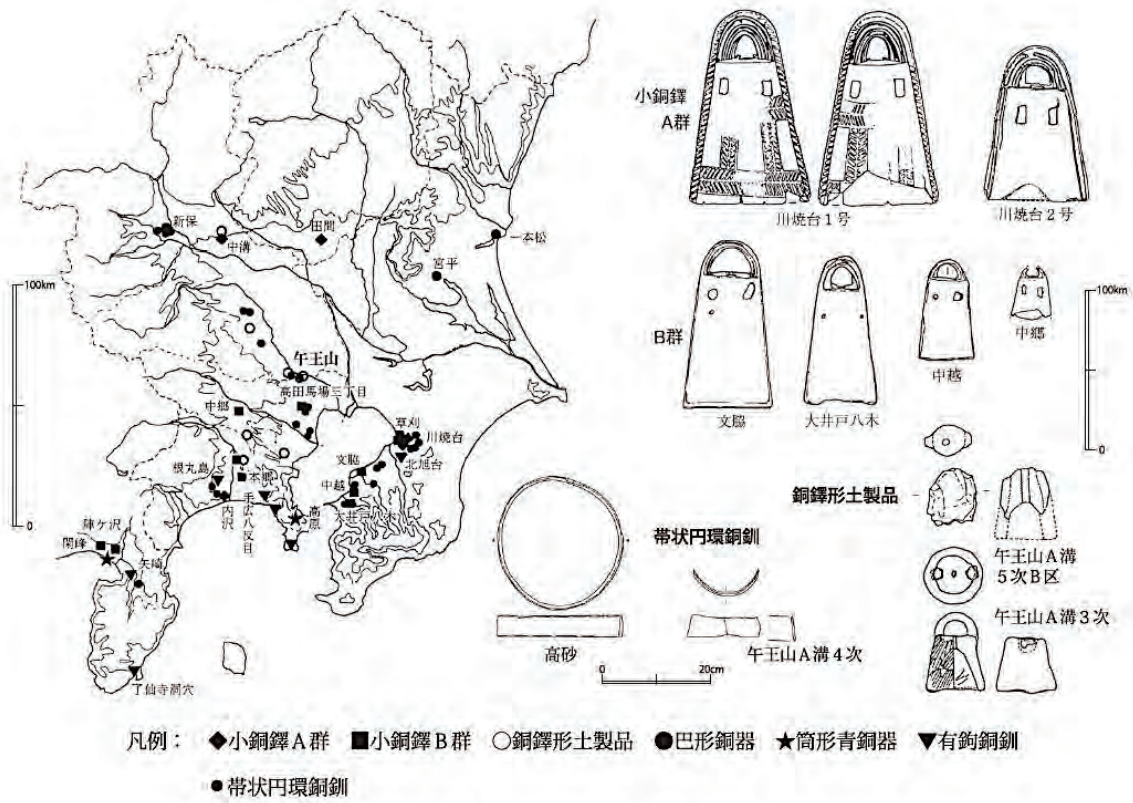 新保
中溝
田間
一本松
宮平
100km
0
午王山
高田馬場三丁目
中郷
草刈
川焼台
北旭台
文脇
中越
大井戸八木
根丸島
本郷
内沢
手広八反目
高原
陣ケ沢
閑峰
矢崎
了仙寺洞穴
小銅鐸
A群
川焼台1号
川焼台2号
B群
文脇
大井戸八木
中越
中郷
100km
0
銅鐸形土製品
午王山A溝
5次B区
午王山A溝3次
帯状円環銅釧
高砂
午王山A溝4次
0
20cm
凡例： ◆小銅鐸A群 ■小銅鐸B群 ○銅鐸形土製品 ●巴形銅器 ★筒形青銅器 ▼有鉤銅釧
●帯状円環銅釧